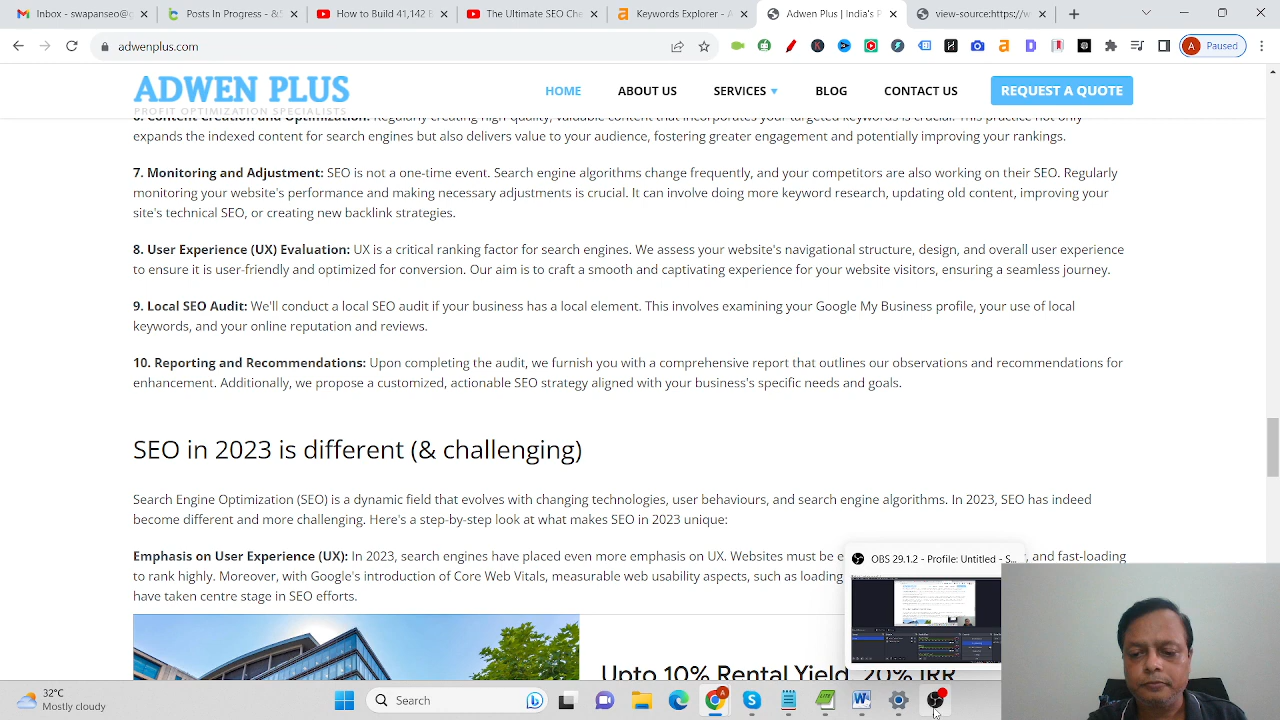 Inbox - swapanseo@g
Posts In Progress - &5
How to Build 41,142 E
The Ultimate SEO Che
Keywords Explorer - A
Adwen Plus | India's P
view-source:https://w
adwenplus.com
Paused
ADWEN PLUS
PROFIT OPTIMIZATION SPECIALISTS
HOME
ABOUT US
SERVICES
BLOG
CONTACT US
REQUEST A QUOTE
expands the indexed content for search engines but also delivers value to your audience, fostering greater engagement and potentially improving your rankings.
7. Monitoring and Adjustment: SEO is not a one-time event. Search engine algorithms change frequently, and your competitors are also working on their SEO. Regularly
monitoring your website's performance and making necessary adjustments is crucial. It can involve doing more keyword research, updating old content, improving your
site's technical SEO, or creating new backlink strategies.
8. User Experience (UX) Evaluation: UX is a critical ranking factor for search engines. We assess your website's navigational structure, design, and overall user experience
to ensure it is user-friendly and optimized for conversion. Our aim is to craft a smooth and captivating experience for your website visitors, ensuring a seamless journey.
9. Local SEO Audit: We'll conduct a local SEO audit if your business has a local element. This involves examining your Google My Business profile, your use of local
keywords, and your online reputation and reviews.
10. Reporting and Recommendations: Upon completing the audit, we furnish you with a comprehensive report that outlines our observations and recommendations for
enhancement. Additionally, we propose a customized, actionable SEO strategy aligned with your business's specific needs and goals.
SEO in 2023 is different (& challenging)
Search Engine Optimization (SEO) is a dynamic field that evolves with changing technologies, user behaviours, and search engine algorithms. In 2023, SEO has indeed
become different and more challenging. Here's a step-by-step look at what makes SEO in 2023 unique:
Emphasis on User Experience (UX): In 2023, search engines have placed even more emphasis on UX. Websites must be e , and fast-loading
to rank highly. Moreover, with Google's Introduction of Core Web Vitals, measurable web usability aspects, such as loading
have taken center stage in SEO efforts.
OBS 29.1.2 - Profile: Untitled - S...
Upto 10% Rental Yield, 20% IRR
32°C
Mostly cloudy
Search